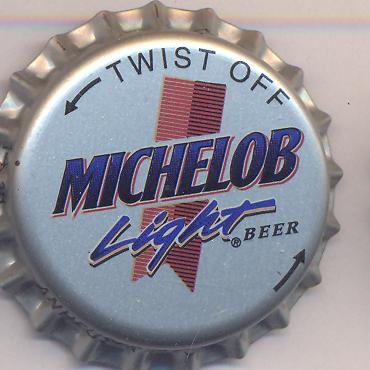 TWIST OFF
MICHELOB
Light® BEER